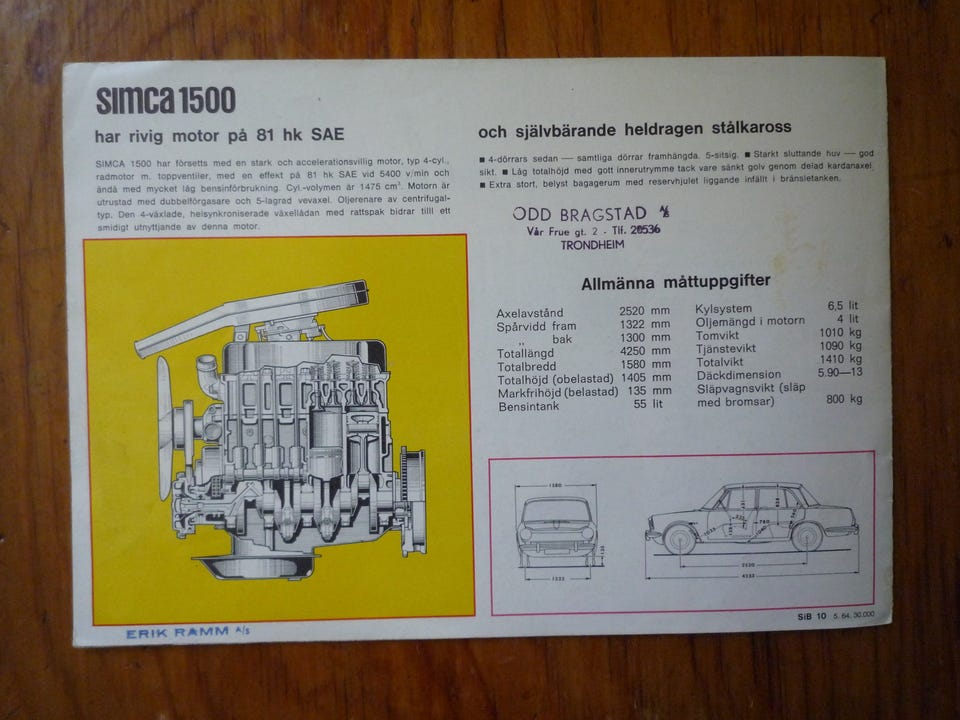 simca 1500
har rivig motor på 81 hk SAE
SIMCA 1500 har försetts med en stark och accelerationsvillig motor, typ 4-cyl.,
radmotor m. toppventiler, med en effekt på 81 hk SAE vid 5400 v/min och
ändå med mycket låg bensinförbrukning. Cyl.-volymen är 1475 cm³. Motorn är
utrustad med dubbelförgasare och 5-lagrad vevaxel. Oljerenare av centrifugal-
typ. Den 4-växlade, helsynkroniserade växellådan med rattspak bidrar tilll ett
smidigt utnyttjande av denna motor.
ERIK RAMM A/s
och självbärande heldragen stålkaross
■ 4-dörrars sedan — samtliga dörrar framhängda. 5-sitsig. ■ Starkt sluttande huv — god
sikt. ■ Låg totalhöjd med gott innerutrymme tack vare sänkt golv genom delad kardanaxel.
■ Extra stort, belyst bagagerum med reservhjulet liggande infällt i bränsletanken.
ODD BRAGSTAD A/S
Vår Frue gt. 2 - Tlf. 20536
TRONDHEIM
Allmänna måttuppgifter
Axelavstånd 2520 mm
Spårvidd fram 1322 mm
„ bak 1300 mm
Totallängd 4250 mm
Totalbredd 1580 mm
Totalhöjd (obelastad) 1405 mm
Markfrihöjd (belastad) 135 mm
Bensintank 55 lit
Kylsystem 6,5 lit
Oljemängd i motorn 4 lit
Tomvikt 1010 kg
Tjänstevikt 1090 kg
Totalvikt 1410 kg
Däckdimension 5.90—13
Släpvagnsvikt (släp
med bromsar) 800 kg
1580
135
1322
2520
SiB 10 5. 64. 30.000